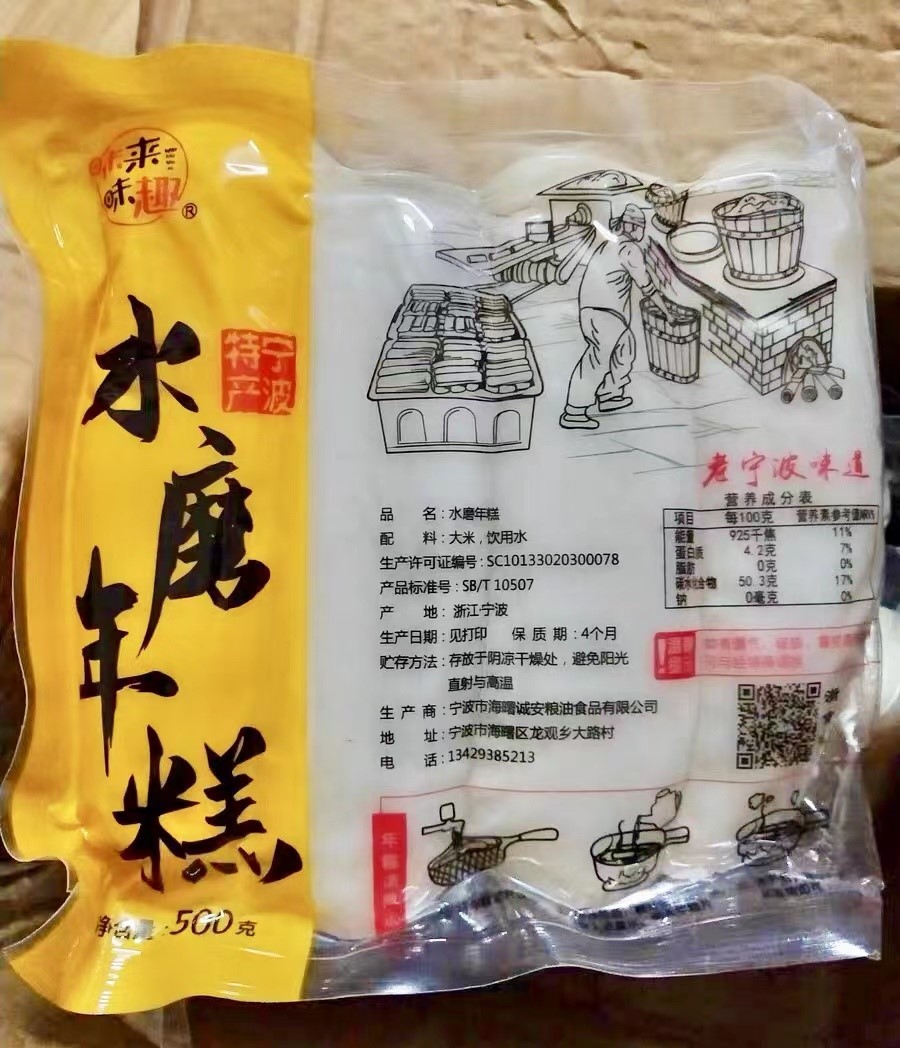 来三
味趣®
宁波
特产
水磨年糕
净含量:500克
老宁波味道
营养成分表
项目 每100克 营养素参考值NRV%
能量 925千焦 11%
蛋白质 4.2克 7%
脂肪 0克 0%
碳水化合物 50.3克 17%
钠 0毫克 0%
品 名:水磨年糕
配 料:大米，饮用水
生产许可证编号:SC10133020300078
产品标准号:SB/T 10507
产 地:浙江·宁波
生产日期:见打印 保质期:4个月
贮存方法:存放于阴凉干燥处，避免阳光
直射与高温
生产商:宁波市海曙诚安粮油食品有限公司
地 址:宁波市海曙区龙观乡大路村
电 话:13429385213